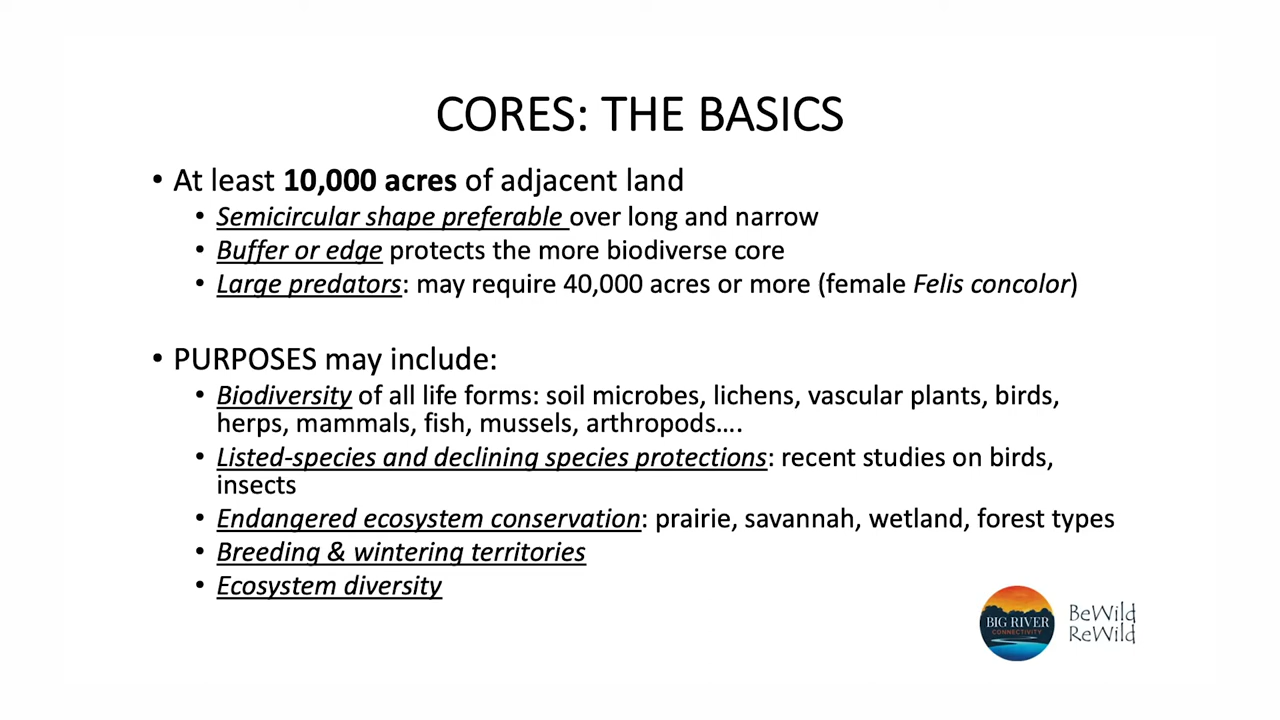 CORES: THE BASICS
• At least 10,000 acres of adjacent land
• Semicircular shape preferable over long and narrow
• Buffer or edge protects the more biodiverse core
• Large predators: may require 40,000 acres or more (female Felis concolor)
• PURPOSES may include:
• Biodiversity of all life forms: soil microbes, lichens, vascular plants, birds,
herps, mammals, fish, mussels, arthropods….
• Listed-species and declining species protections: recent studies on birds,
insects
• Endangered ecosystem conservation: prairie, savannah, wetland, forest types
• Breeding & wintering territories
• Ecosystem diversity
BIG RIVER
CONNECTIVITY
BeWild
ReWild